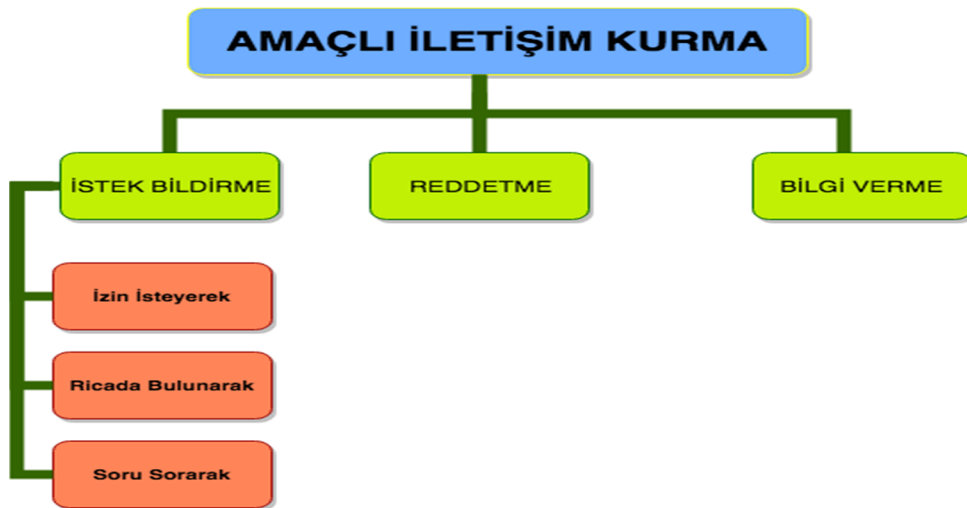 AMAÇLI İLETİŞİM KURMA
İSTEK BİLDİRME
REDDETME
BİLGİ VERME
İzin İsteyerek
Ricada Bulunarak
Soru Sorarak